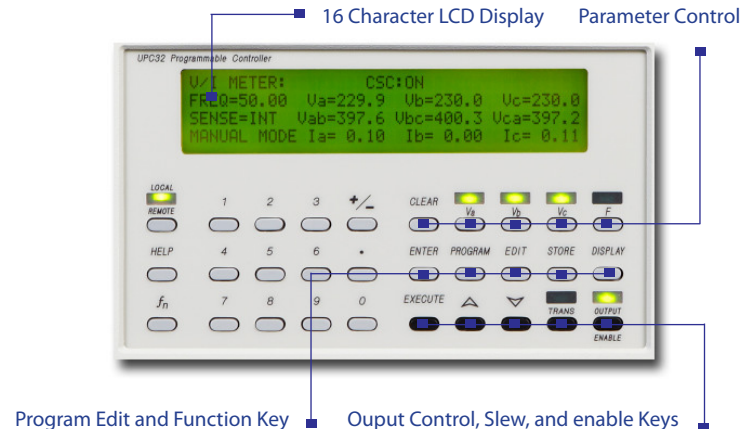 16 Character LCD Display Parameter Control
UPC32 Programmable Controller
V/I METER: CSC:ON
FREQ=50.00 Va=229.9 Vb=230.0 Vc=230.0
SENSE=INT Vab=397.6 Vbc=400.3 Vca=397.2
MANUAL MODE Ia= 0.10 Ib= 0.00 Ic= 0.11
LOCAL
REMOTE
1 2 3 +/− CLEAR Va Vb Vc F
HELP 4 5 6 • ENTER PROGRAM EDIT STORE DISPLAY
fn 7 8 9 0 EXECUTE TRANS OUTPUT
ENABLE
Program Edit and Function Key Ouput Control, Slew, and enable Keys